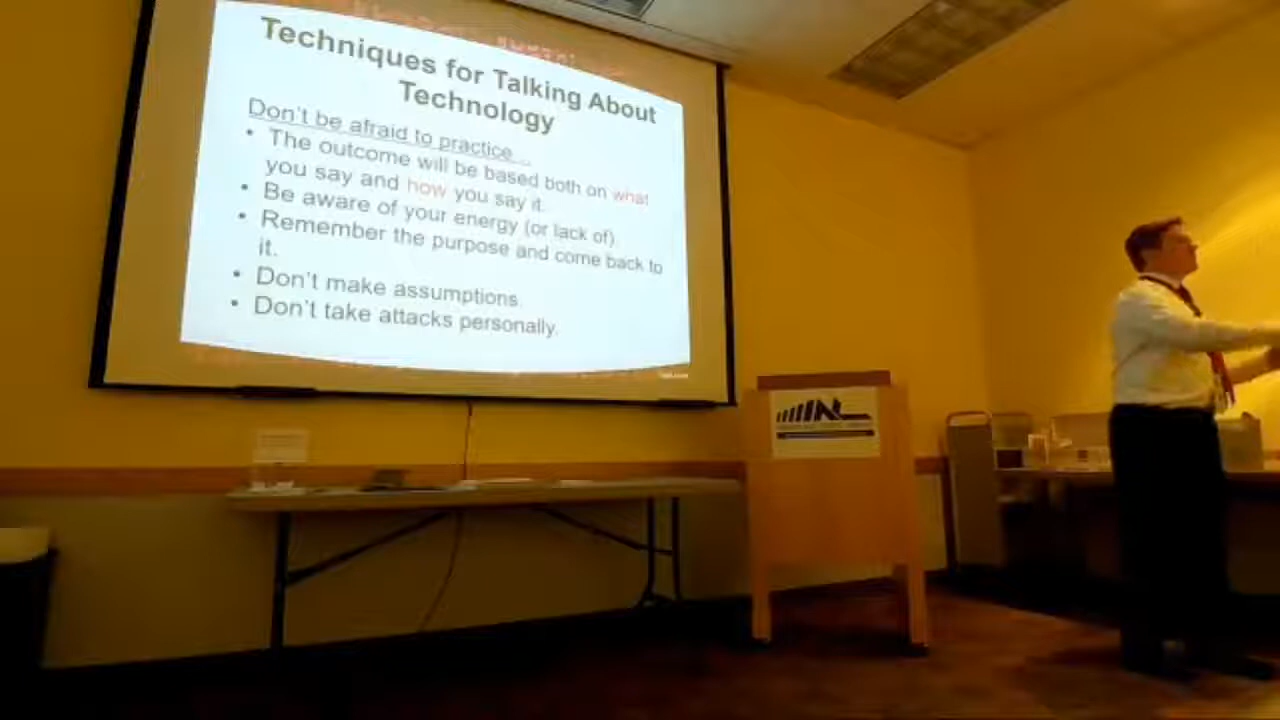 Techniques for Talking About
Technology
Don't be afraid to practice...
• The outcome will be based both on what
you say and how you say it.
• Be aware of your energy (or lack of).
• Remember the purpose and come back to
it.
• Don't make assumptions.
• Don't take attacks personally.